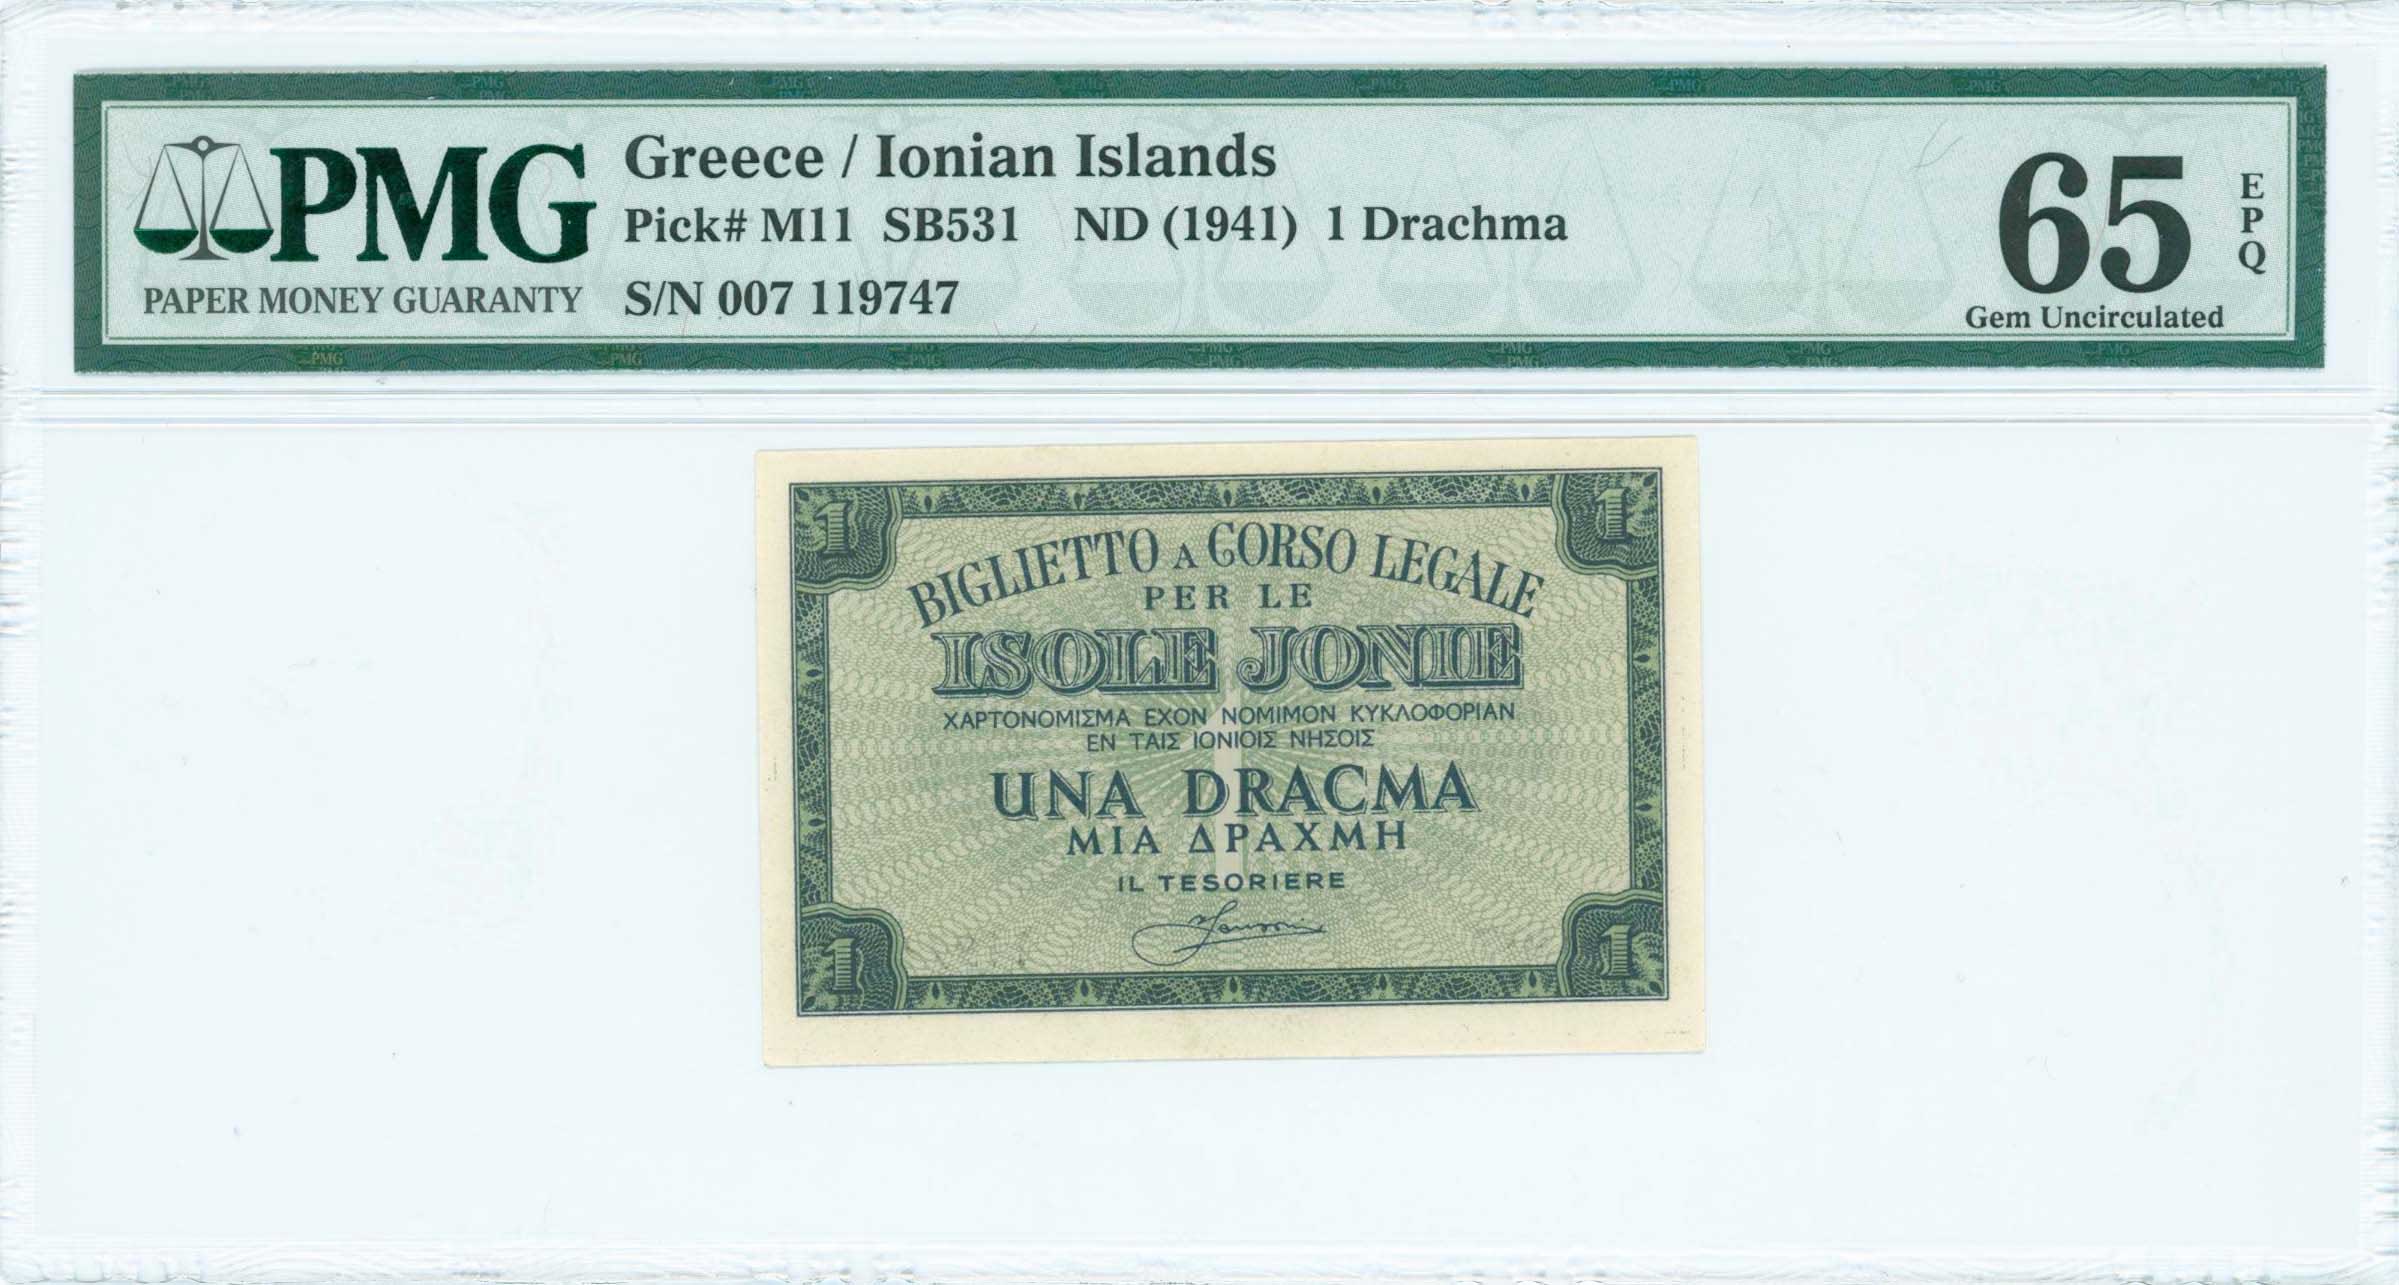 PMG
PAPER MONEY GUARANTY
Greece / Ionian Islands
Pick# M11 SB531 ND (1941) 1 Drachma
S/N 007 119747
65
EPQ
Gem Uncirculated
1 1
BIGLIETTO A CORSO LEGALE
PER LE
ISOLE JONIE
ΧΑΡΤΟΝΟΜΙΣΜΑ ΕΧΟΝ ΝΟΜΙΜΟΝ ΚΥΚΛΟΦΟΡΙΑΝ
ΕΝ ΤΑΙΣ ΙΟΝΙΟΙΣ ΝΗΣΟΙΣ
UNA DRACMA
ΜΙΑ ΔΡΑΧΜΗ
IL TESORIERE
1 1